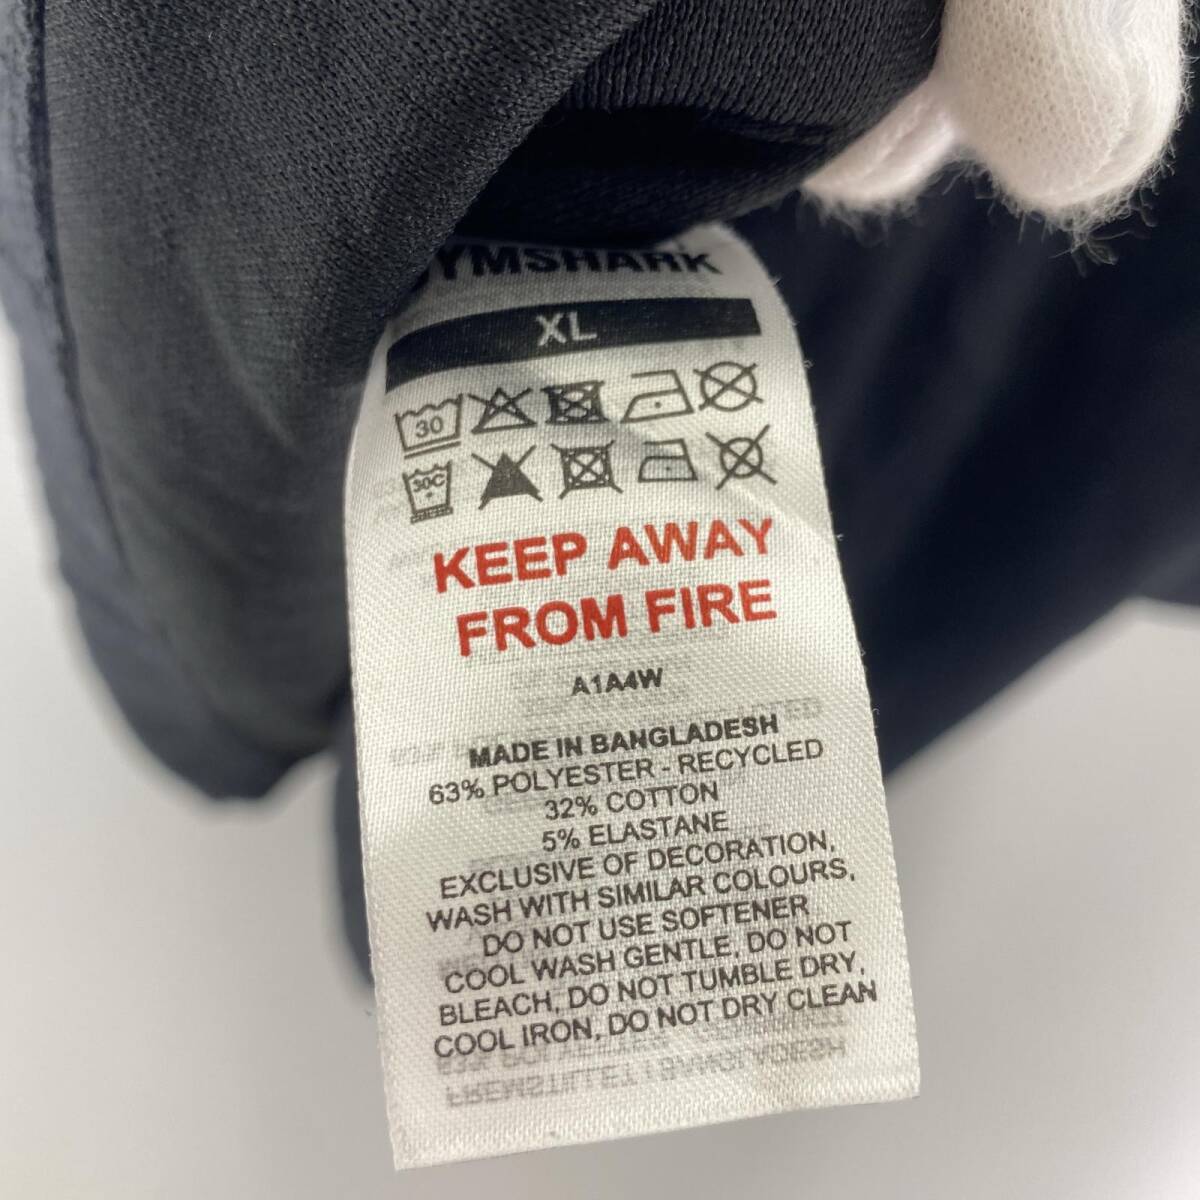 GYMSHARK
XL
30
30C
KEEP AWAY
FROM FIRE
A1A4W
MADE IN BANGLADESH
63% POLYESTER - RECYCLED
32% COTTON
5% ELASTANE
EXCLUSIVE OF DECORATION,
WASH WITH SIMILAR COLOURS,
DO NOT USE SOFTENER
COOL WASH GENTLE, DO NOT
BLEACH, DO NOT TUMBLE DRY,
COOL IRON, DO NOT DRY CLEAN